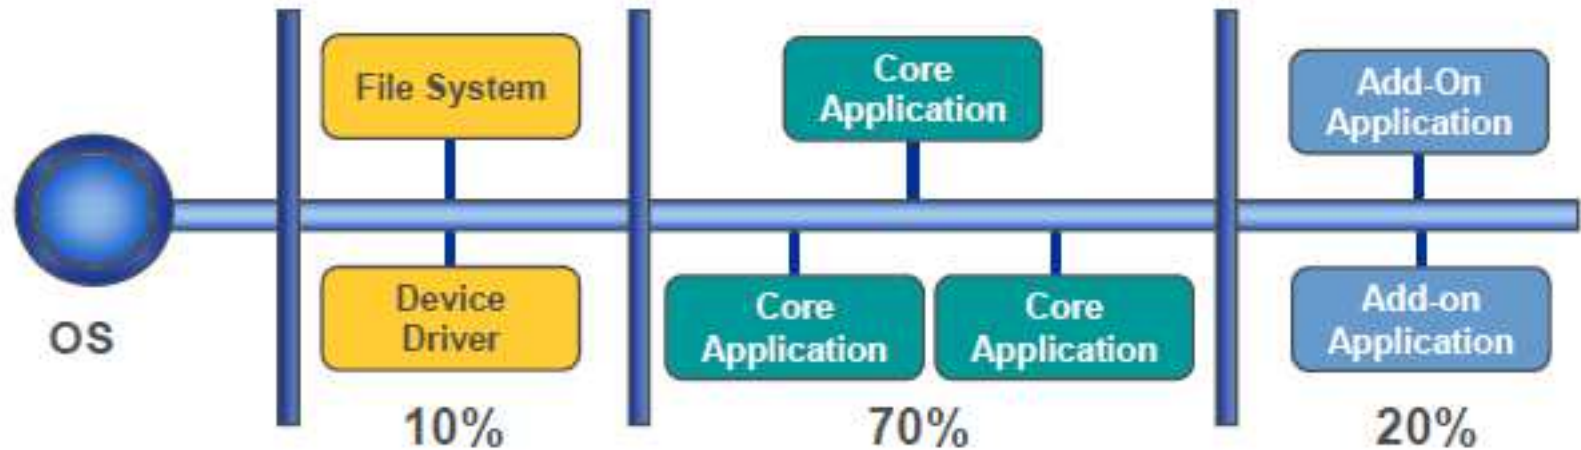 File System
Core
Application
Add-On
Application
OS
Device
Driver
Core
Application
Core
Application
Add-on
Application
10%
70%
20%